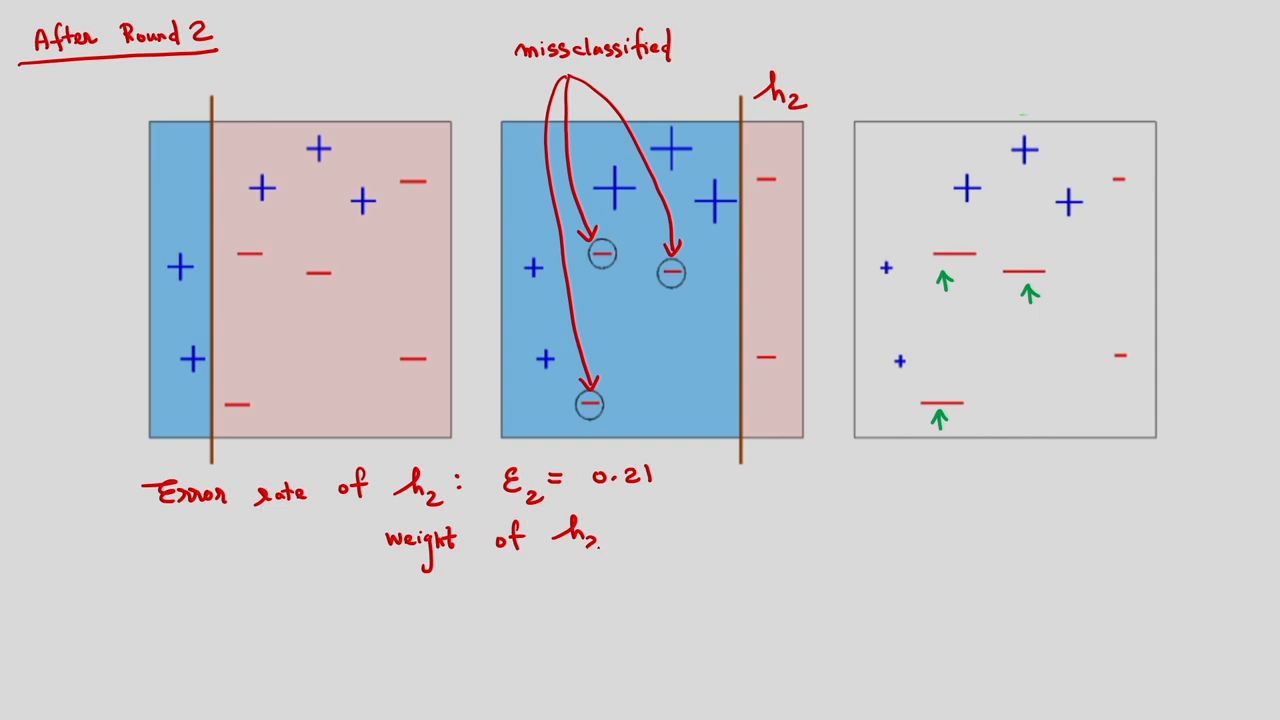 After Round 2
missclassified
h₂
Error rate of h₂ : ε₂ = 0.21
weight of h₂